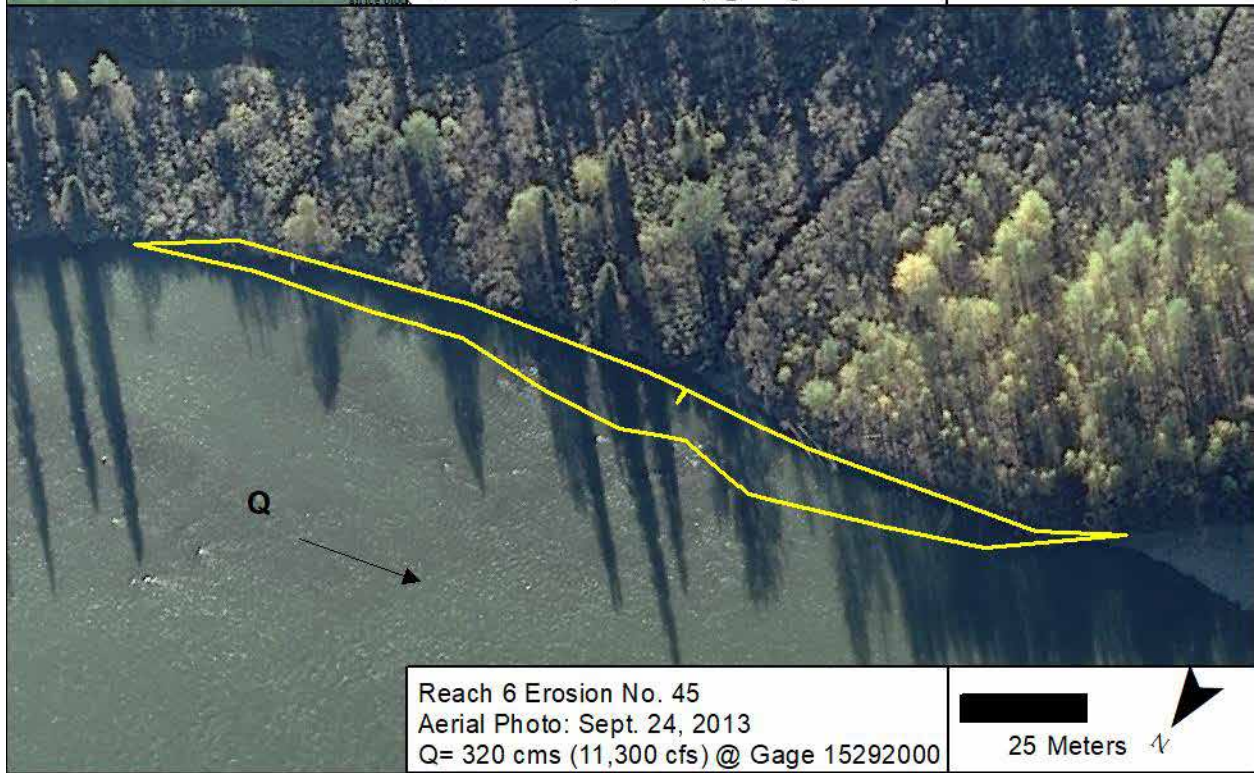 Q
Reach 6 Erosion No. 45
Aerial Photo: Sept. 24, 2013
Q= 320 cms (11,300 cfs) @ Gage 15292000
25 Meters
N